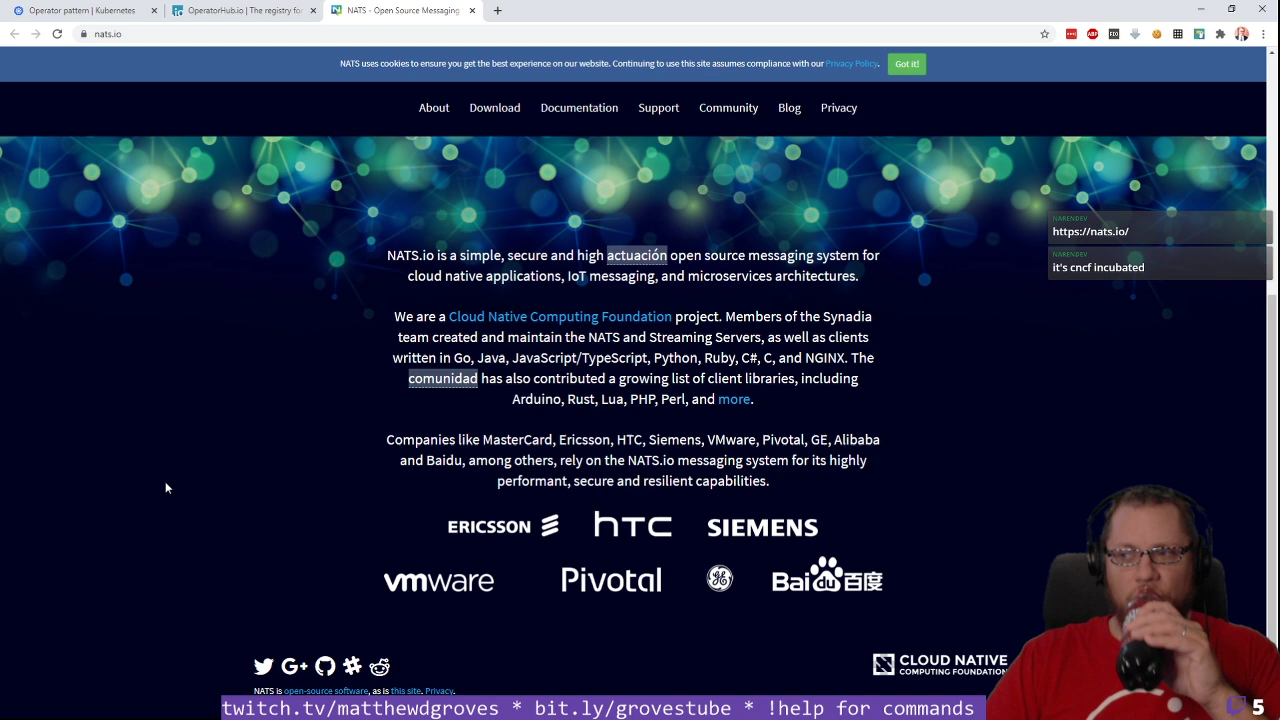 Operator pattern | Kubernetes
OperatorHub.io | The registry for
NATS - Open Source Messaging
nats.io
NATS uses cookies to ensure you get the best experience on our website. Continuing to use this site assumes compliance with our Privacy Policy.
Got it!
About Download Documentation Support Community Blog Privacy
NARENDEV
https://nats.io/
NARENDEV
it's cncf incubated
NATS.io is a simple, secure and high actuación open source messaging system for
cloud native applications, IoT messaging, and microservices architectures.
We are a Cloud Native Computing Foundation project. Members of the Synadia
team created and maintain the NATS and Streaming Servers, as well as clients
written in Go, Java, JavaScript/TypeScript, Python, Ruby, C#, C, and NGINX. The
comunidad has also contributed a growing list of client libraries, including
Arduino, Rust, Lua, PHP, Perl, and more.
Companies like MasterCard, Ericsson, HTC, Siemens, VMware, Pivotal, GE, Alibaba
and Baidu, among others, rely on the NATS.io messaging system for its highly
performant, secure and resilient capabilities.
ERICSSON hTC SIEMENS
vmware Pivotal GE Bai du 百度
G+
CLOUD NATIVE
COMPUTING FOUNDATION
NATS is open-source software, as is this site. Privacy.
twitch.tv/matthewdgroves * bit.ly/grovestube * !help for commands
5